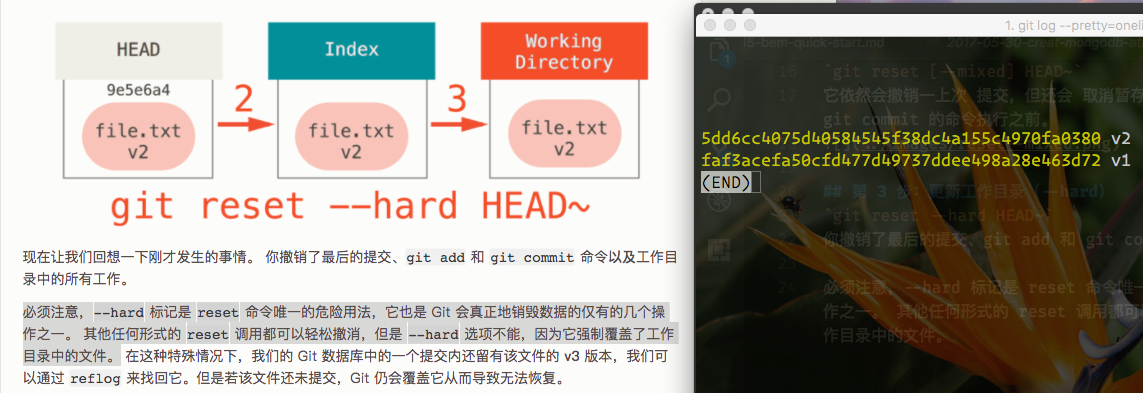 HEAD
Index
Working
Directory
9e5e6a4
2
3
file.txt
v2
file.txt
v2
file.txt
v2
git reset --hard HEAD~
现在让我们回想一下刚才发生的事情。 你撤销了最后的提交、git add 和 git commit 命令以及工作目
录中的所有工作。
必须注意，--hard 标记是 reset 命令唯一的危险用法，它也是 Git 会真正地销毁数据的仅有的几个操
作之一。 其他任何形式的 reset 调用都可以轻松撤消，但是 --hard 选项不能，因为它强制覆盖了工作
目录中的文件。 在这种特殊情况下，我们的 Git 数据库中的一个提交内还留有该文件的 v3 版本，我们可
以通过 reflog 来找回它。但是若该文件还未提交，Git 仍会覆盖它从而导致无法恢复。
1. git log --pretty=oneli
i5-bem-quick-start.md
2017-05-30-creat-mongodb-a
1
16 `git reset [--mixed] HEAD~`
17 它依然会撤销一上次 提交，但还会 取消暂存
git commit 的命令执行之前。
5dd6cc4075d40584545f38dc4a155c4970fa0380 v2
faf3acefa50cfd477d49737ddee498a28e463d72 v1
(END)
## 第 3 步：更新工作目录 (--hard)
`git reset --hard HEAD~
你撤销了最后的提交、git add 和 git co
必须注意，--hard 标记是 reset 命令唯一
作之一。 其他任何形式的 reset 调用都可
作目录中的文件。